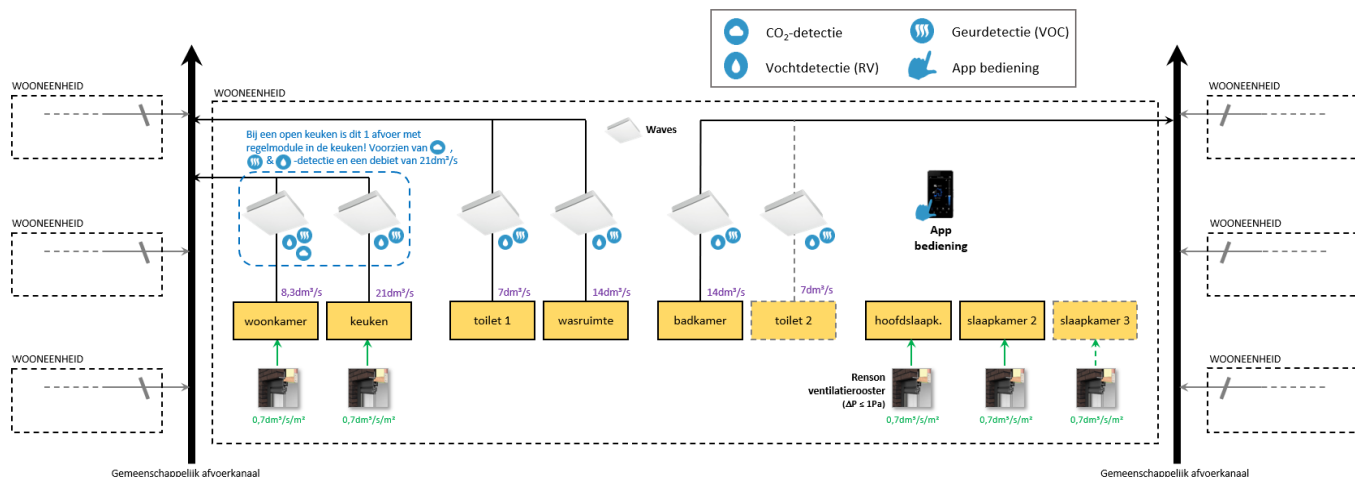 CO₂-detectie
Geurdetectie (VOC)
Vochtdetectie (RV)
App bediening
WOONEENHEID
WOONEENHEID
WOONEENHEID
Bij een open keuken is dit 1 afvoer met
regelmodule in de keuken! Voorzien van ,
& -detectie en een debiet van 21dm³/s
Waves
App
bediening
8,3dm³/s
21dm³/s
7dm³/s
14dm³/s
14dm³/s
7dm³/s
woonkamer
keuken
toilet 1
wasruimte
badkamer
toilet 2
hoofdslaapk.
slaapkamer 2
slaapkamer 3
WOONEENHEID
WOONEENHEID
WOONEENHEID
WOONEENHEID
Renson
ventilatierooster
(ΔP ≤ 1Pa)
0,7dm³/s/m²
0,7dm³/s/m²
0,7dm³/s/m²
0,7dm³/s/m²
0,7dm³/s/m²
Gemeenschappelijk afvoerkanaal
Gemeenschappelijk afvoerkanaal